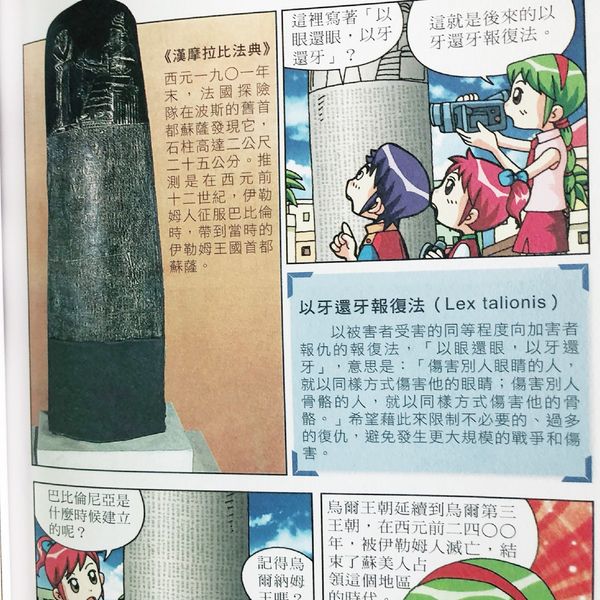 《漢摩拉比法典》
西元一九〇一年
末，法國探險
隊在波斯的舊首
都蘇薩發現它，
石柱高達二公尺
二十五公分。推
測是在西元前
十二世紀，伊勒
姆人征服巴比倫
時，帶到當時的
伊勒姆王國首都
蘇薩。
這裡寫著「以
眼還眼，以牙
還牙」？
這就是後來的以
牙還牙報復法。
以牙還牙報復法（Lex talionis）
以被害者受害的同等程度向加害者
報仇的報復法，「以眼還眼，以牙還
牙」，意思是：「傷害別人眼睛的人，
就以同樣方式傷害他的眼睛；傷害別人
骨骼的人，就以同樣方式傷害他的骨
骼。」希望藉此來限制不必要的、過多
的復仇，避免發生更大規模的戰爭和傷
害。
巴比倫尼亞是
什麼時候建立
的呢？
記得烏
爾納姆
王嗎？
烏爾王朝延續到烏爾第三
王朝，在西元前二四〇〇
年，被伊勒姆人滅亡，結
束了蘇美人占
領這個地區
的時代。